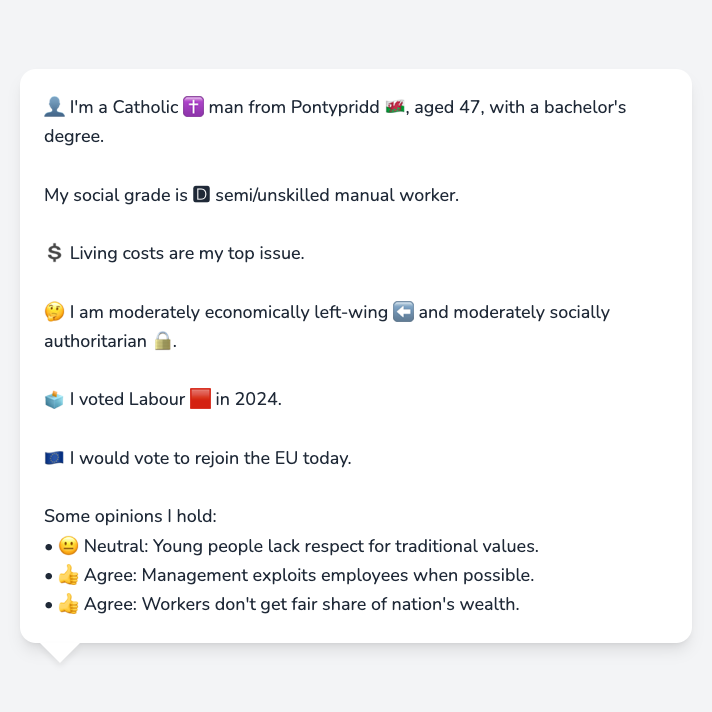 👤 I'm a Catholic ✝️ man from Pontypridd 🏴󠁧󠁢󠁷󠁬󠁳󠁿, aged 47, with a bachelor's
degree.
My social grade is 🅳 semi/unskilled manual worker.
💲 Living costs are my top issue.
🤔 I am moderately economically left-wing ⬅️ and moderately socially
authoritarian 🔒.
🗳️ I voted Labour 🟥 in 2024.
🇪🇺 I would vote to rejoin the EU today.
Some opinions I hold:
• 😐 Neutral: Young people lack respect for traditional values.
• 👍 Agree: Management exploits employees when possible.
• 👍 Agree: Workers don't get fair share of nation's wealth.